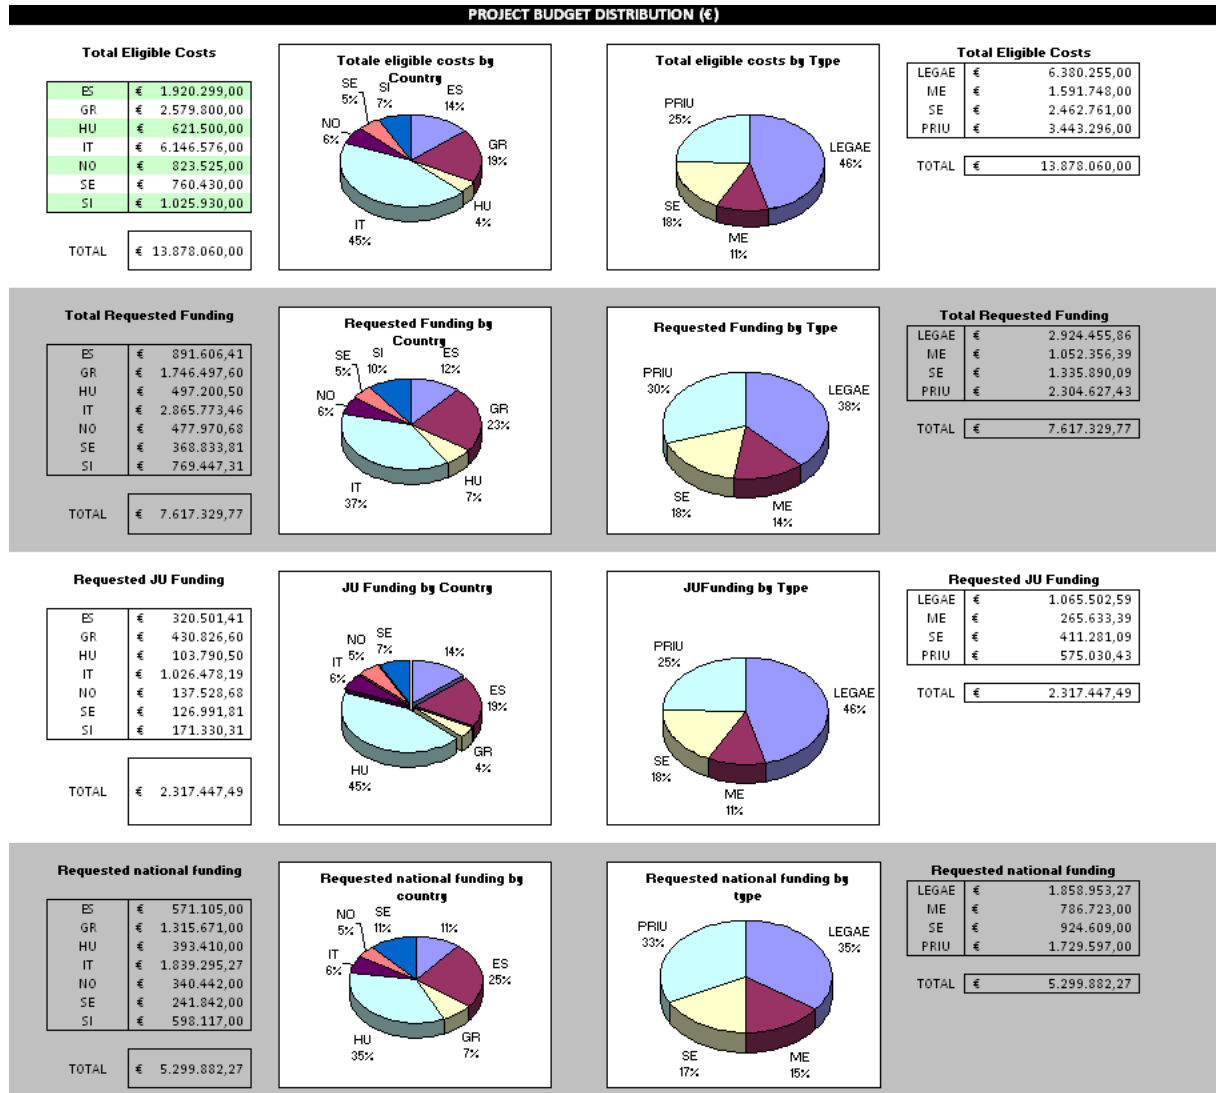 PROJECT BUDGET DISTRIBUTION (€)
Total Eligible Costs
ES € 1.920.299,00
GR € 2.579.800,00
HU € 621.500,00
IT € 6.146.576,00
NO € 823.525,00
SE € 760.430,00
SI € 1.025.930,00
TOTAL € 13.878.060,00
Totale eligible costs by
Country
ES
14%
GR
19%
HU
4%
IT
45%
NO
6%
SE
5%
SI
7%
Total eligible costs by Type
LEGAE
46%
ME
11%
SE
18%
PRIU
25%
Total Eligible Costs
LEGAE € 6.380.255,00
ME € 1.591.748,00
SE € 2.462.761,00
PRIU € 3.443.296,00
TOTAL € 13.878.060,00
Total Requested Funding
ES € 891.606,41
GR € 1.746.497,60
HU € 497.200,50
IT € 2.865.773,46
NO € 477.970,68
SE € 368.833,81
SI € 769.447,31
TOTAL € 7.617.329,77
Requested Funding by
Country
ES
12%
GR
23%
HU
7%
IT
37%
NO
6%
SE
5%
SI
10%
Requested Funding by Type
LEGAE
38%
ME
14%
SE
18%
PRIU
30%
Total Requested Funding
LEGAE € 2.924.455,86
ME € 1.052.356,39
SE € 1.335.890,09
PRIU € 2.304.627,43
TOTAL € 7.617.329,77
Requested JU Funding
ES € 320.501,41
GR € 430.826,60
HU € 103.790,50
IT € 1.026.478,19
NO € 137.528,68
SE € 126.991,81
SI € 171.330,31
TOTAL € 2.317.447,49
JU Funding by Country
14%
ES
19%
GR
4%
HU
45%
IT
6%
NO
5%
SE
7%
JUFunding by Type
LEGAE
46%
ME
11%
SE
18%
PRIU
25%
Requested JU Funding
LEGAE € 1.065.502,59
ME € 265.633,39
SE € 411.281,09
PRIU € 575.030,43
TOTAL € 2.317.447,49
Requested national funding
ES € 571.105,00
GR € 1.315.671,00
HU € 393.410,00
IT € 1.839.295,27
NO € 340.442,00
SE € 241.842,00
SI € 598.117,00
TOTAL € 5.299.882,27
Requested national funding by
country
11%
ES
25%
GR
7%
HU
35%
IT
6%
NO
5%
SE
11%
Requested national funding by
type
LEGAE
35%
ME
15%
SE
17%
PRIU
33%
Requested national funding
LEGAE € 1.858.953,27
ME € 786.723,00
SE € 924.609,00
PRIU € 1.729.597,00
TOTAL € 5.299.882,27